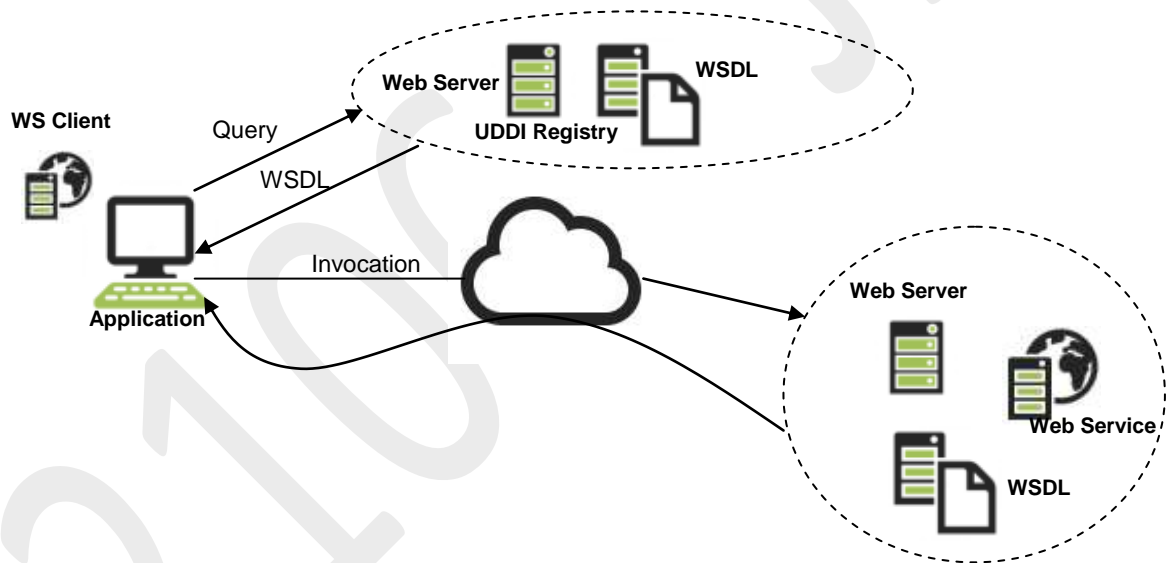 Web Server
WSDL
UDDI Registry
WS Client
Query
WSDL
Invocation
Application
Web Server
Web Service
WSDL